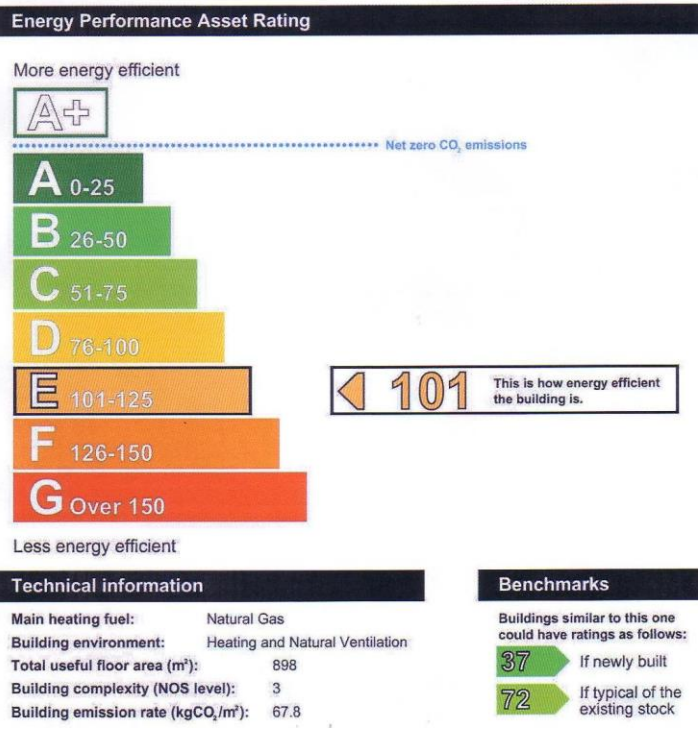 Energy Performance Asset Rating
More energy efficient
A+
Net zero CO₂ emissions
A 0-25
B 26-50
C 51-75
D 76-100
E 101-125
101 This is how energy efficient
the building is.
F 126-150
G Over 150
Less energy efficient
Technical information
Main heating fuel: Natural Gas
Building environment: Heating and Natural Ventilation
Total useful floor area (m²): 898
Building complexity (NOS level): 3
Building emission rate (kgCO₂/m²): 67.8
Benchmarks
Buildings similar to this one
could have ratings as follows:
37 If newly built
72 If typical of the
existing stock